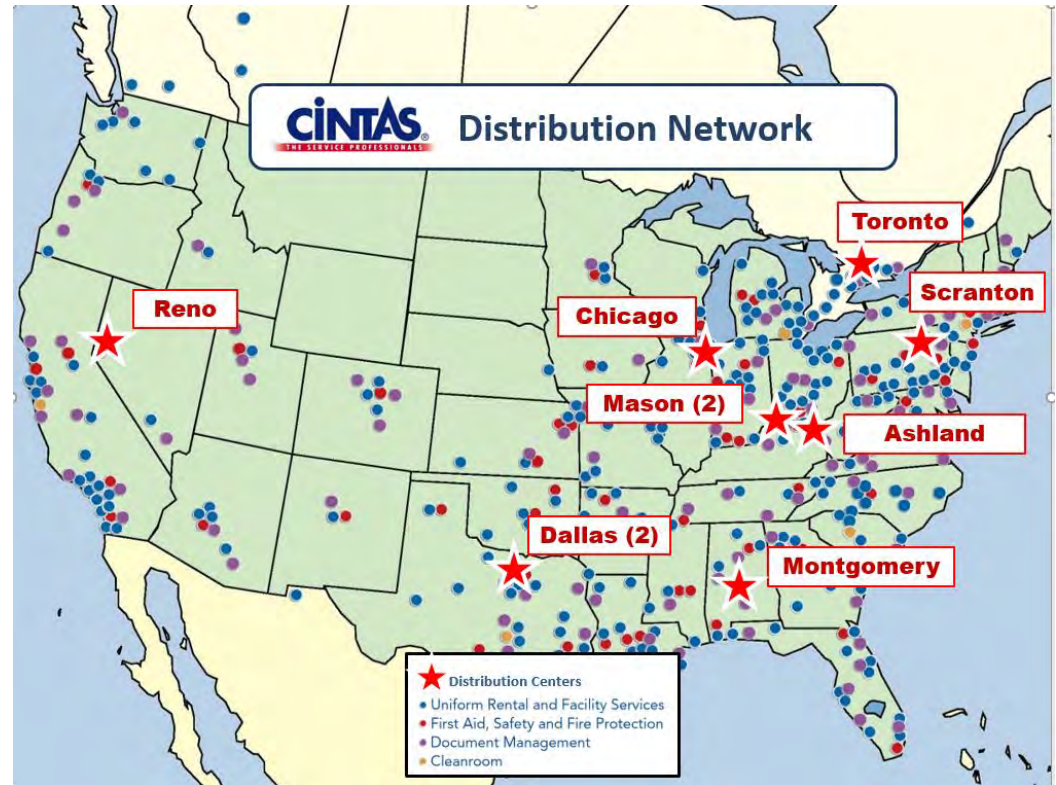 CINTAS®
THE SERVICE PROFESSIONALS
Distribution Network
Toronto
Scranton
Reno
Chicago
Mason (2)
Ashland
Dallas (2)
Montgomery
Distribution Centers
Uniform Rental and Facility Services
First Aid, Safety and Fire Protection
Document Management
Cleanroom